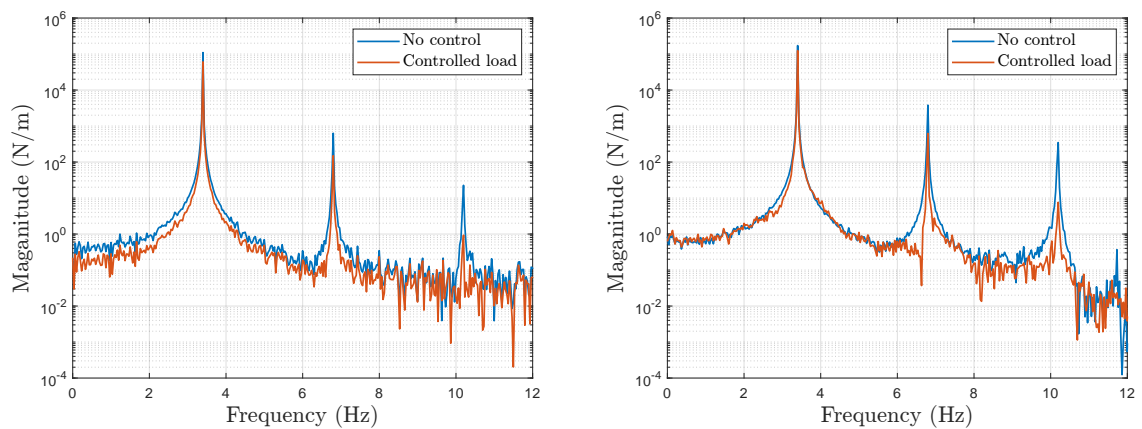 10^6
10^4
10^2
10^0
10^-2
10^-4
Maganitude (N/m)
No control
Controlled load
0 2 4 6 8 10 12
Frequency (Hz)
10^6
10^4
10^2
10^0
10^-2
10^-4
Maganitude (N/m)
No control
Controlled load
0 2 4 6 8 10 12
Frequency (Hz)